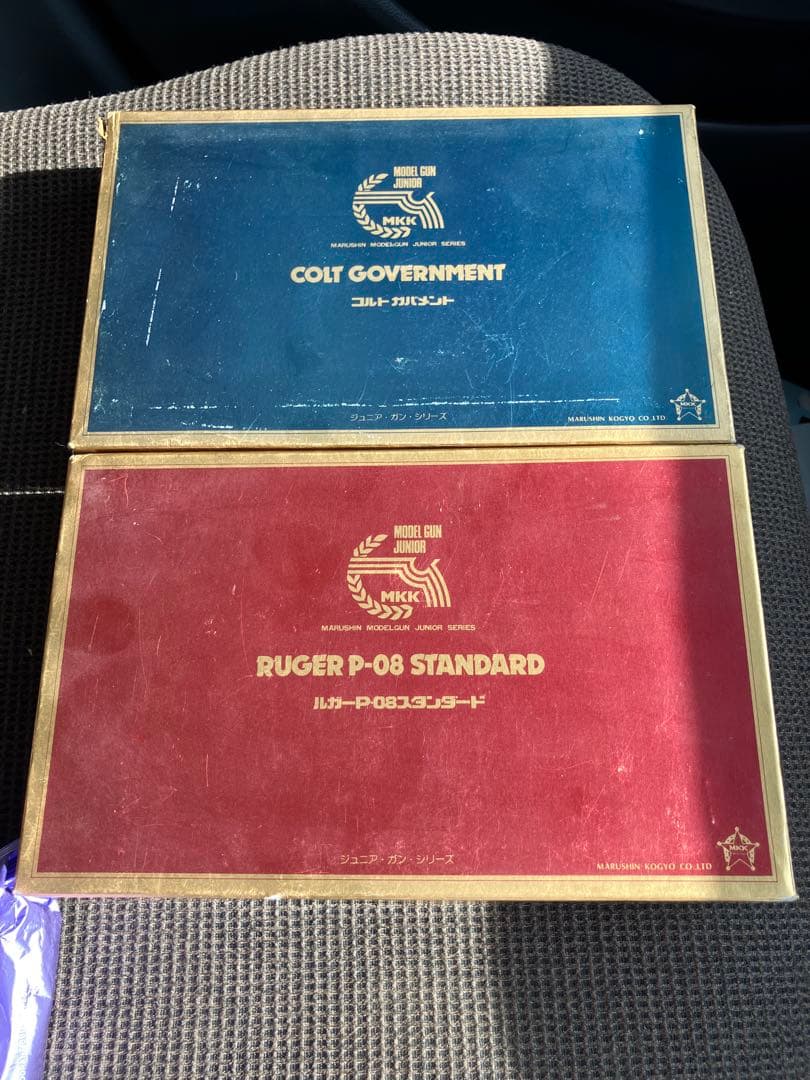 MODEL GUN
JUNIOR
MKK
MARUSHIN MODELGUN JUNIOR SERIES
COLT GOVERNMENT
コルト ガバメント
ジュニア・ガン・シリーズ
MARUSHIN KOGYO CO.,LTD.
MKK
MODEL GUN
JUNIOR
MKK
MARUSHIN MODELGUN JUNIOR SERIES
RUGER P-08 STANDARD
ルガーP-08スタンダード
ジュニア・ガン・シリーズ
MARUSHIN KOGYO CO.,LTD
MKK